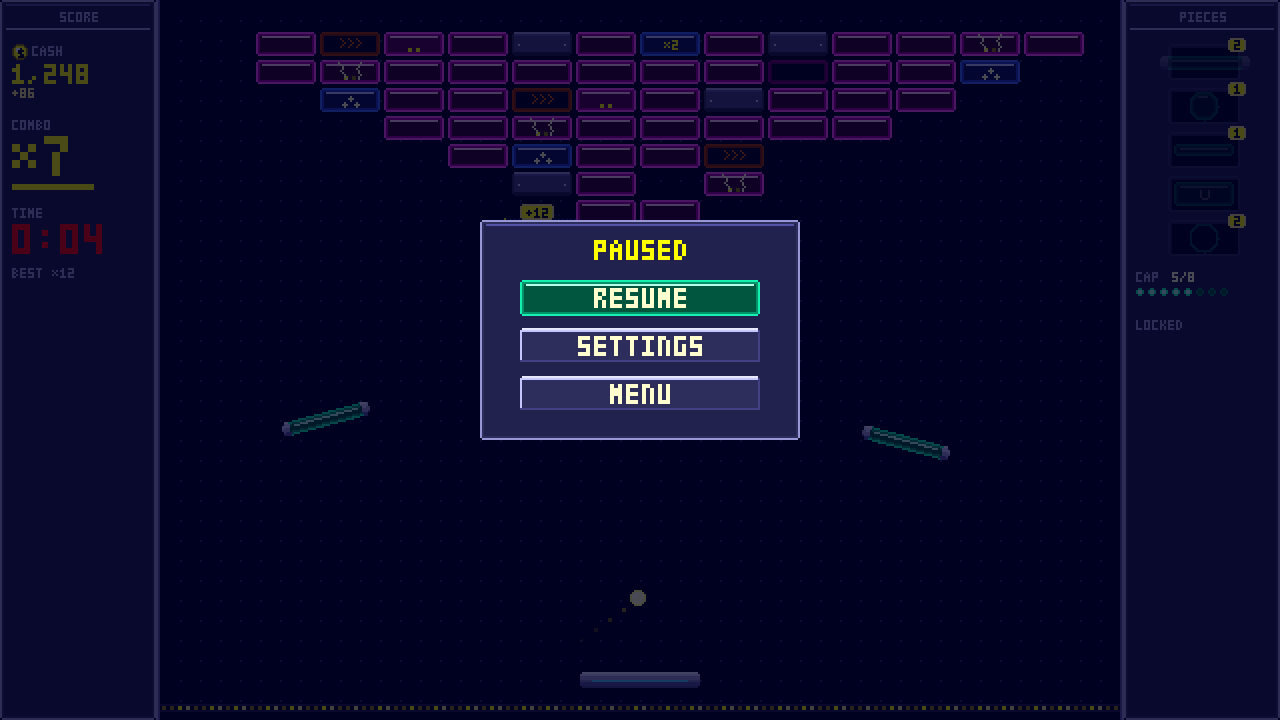 SCORE
CASH
1,248
+86
COMBO
×7
TIME
0:04
BEST ×12
×2
+12
PAUSED
RESUME
SETTINGS
MENU
PIECES
2
1
1
2
CAP 5/8
LOCKED